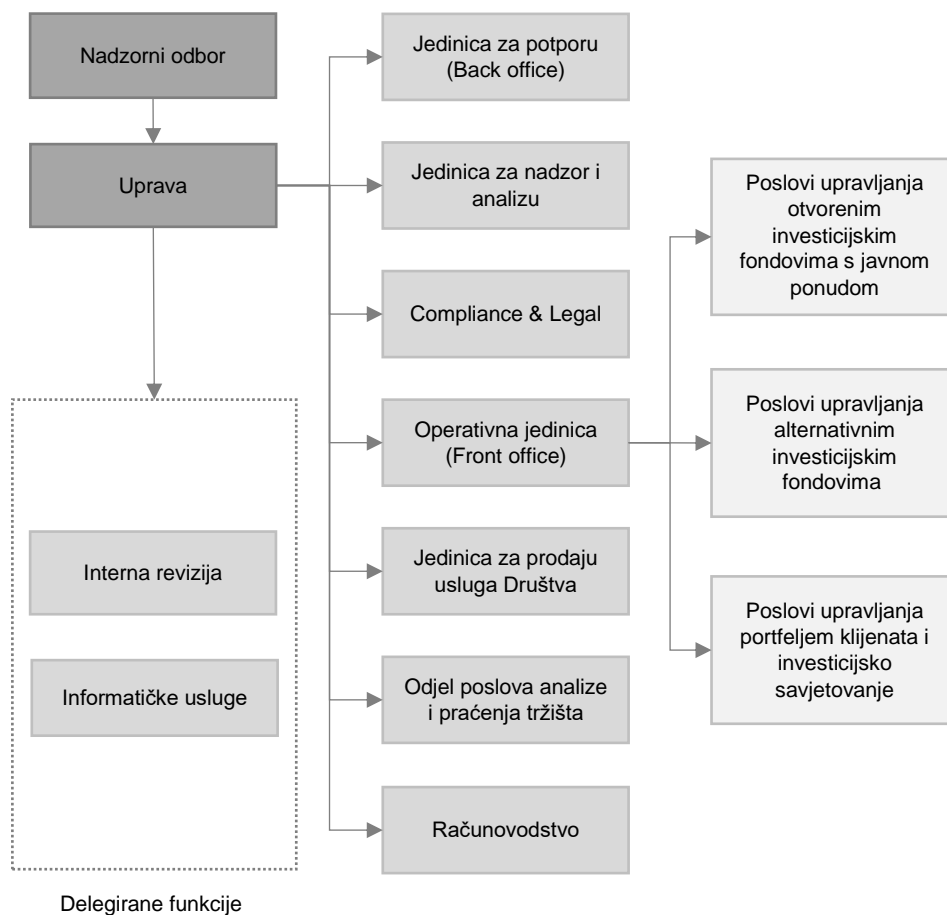 Nadzorni odbor
Uprava
Jedinica za potporu
(Back office)
Jedinica za nadzor i
analizu
Compliance & Legal
Operativna jedinica
(Front office)
Jedinica za prodaju
usluga Društva
Odjel poslova analize
i praćenja tržišta
Računovodstvo
Poslovi upravljanja
otvorenim
investicijskim
fondovima s javnom
ponudom
Poslovi upravljanja
alternativnim
investicijskim
fondovima
Poslovi upravljanja
portfeljem klijenata i
investicijsko
savjetovanje
Interna revizija
Informatičke usluge
Delegirane funkcije